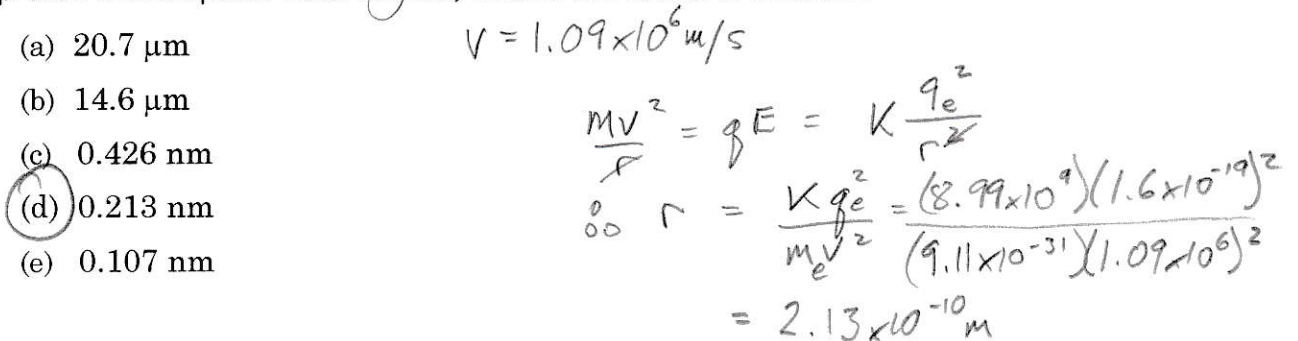 (a) 20.7 μm
(b) 14.6 μm
(c) 0.426 nm
(d) 0.213 nm
(e) 0.107 nm
V = 1.09×10⁶ m/s
mv²/r = qE = K qₑ²/r²
∴ r = K qₑ²/mₑv² = (8.99×10⁹)(1.6×10⁻¹⁹)²/(9.11×10⁻³¹)(1.09×10⁶)²
= 2.13×10⁻¹⁰ m